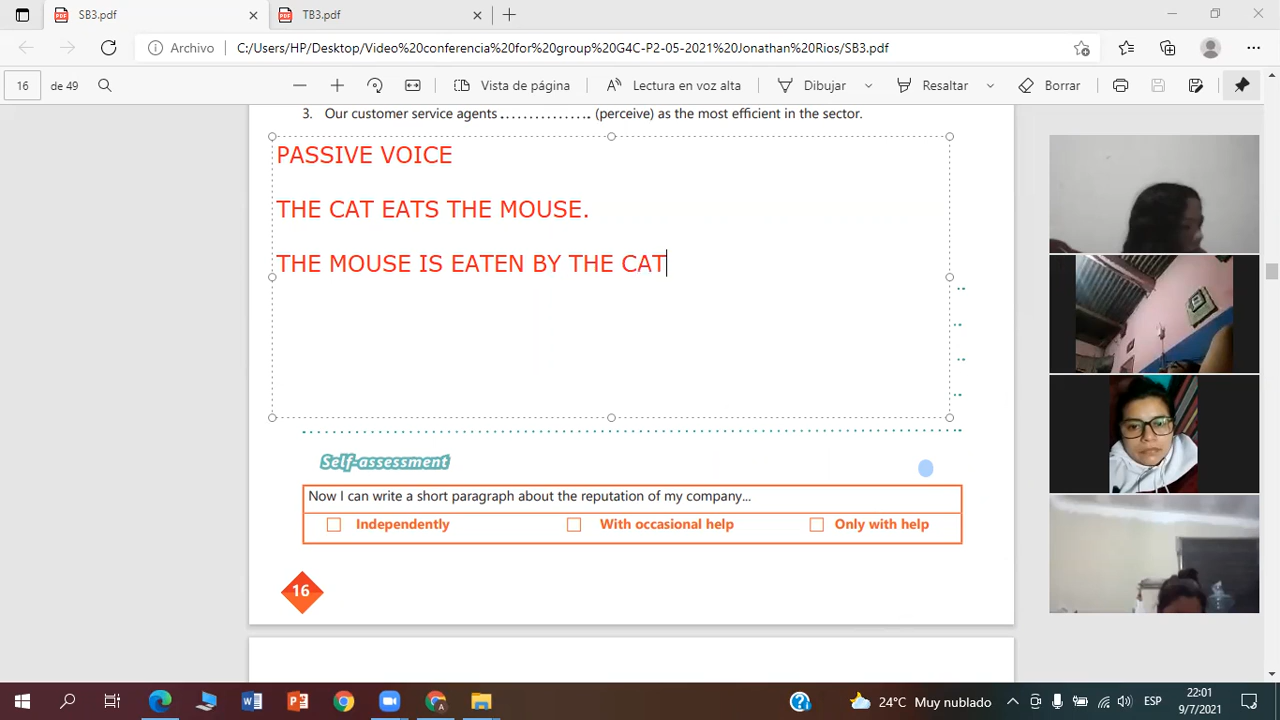 SB3.pdf
TB3.pdf
Archivo
C:/Users/HP/Desktop/Video%20conferencia%20for%20group%20G4C-P2-05-2021%20Jonathan%20Rios/SB3.pdf
16 de 49
Vista de página
Lectura en voz alta
Dibujar
Resaltar
Borrar
3. Our customer service agents ............... (perceive) as the most efficient in the sector.
PASSIVE VOICE
THE CAT EATS THE MOUSE.
THE MOUSE IS EATEN BY THE CAT
Self-assessment
Now I can write a short paragraph about the reputation of my company...
Independently
With occasional help
Only with help
16
24°C Muy nublado
ESP
22:01
9/7/2021